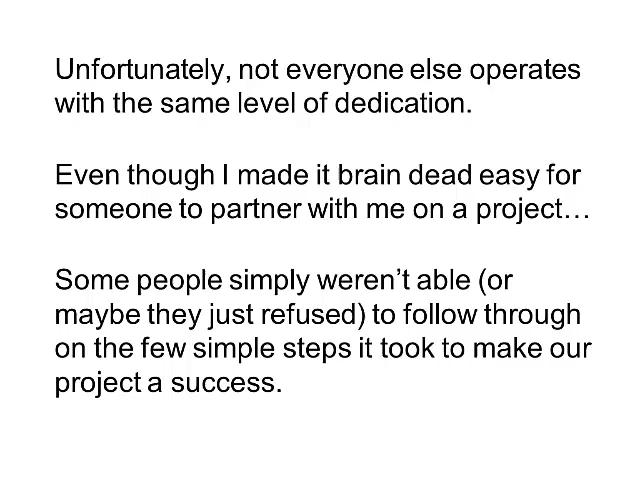 Unfortunately, not everyone else operates
with the same level of dedication.
Even though I made it brain dead easy for
someone to partner with me on a project…
Some people simply weren’t able (or
maybe they just refused) to follow through
on the few simple steps it took to make our
project a success.